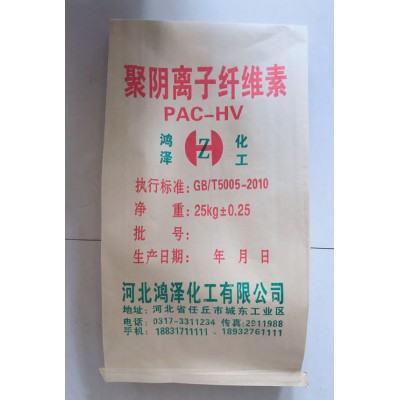 聚阴离子纤维素
PAC-HV
鸿泽 HZ 化工
执行标准: GB/T5005-2010
净 重: 25kg±0.25
批 号:
生产日期: 年 月 日
河北鸿泽化工有限公司
地址: 河北省任丘市城东工业区
电话: 0317-3311234 传真: 2911988
手机: 18831711111 - 18932761111